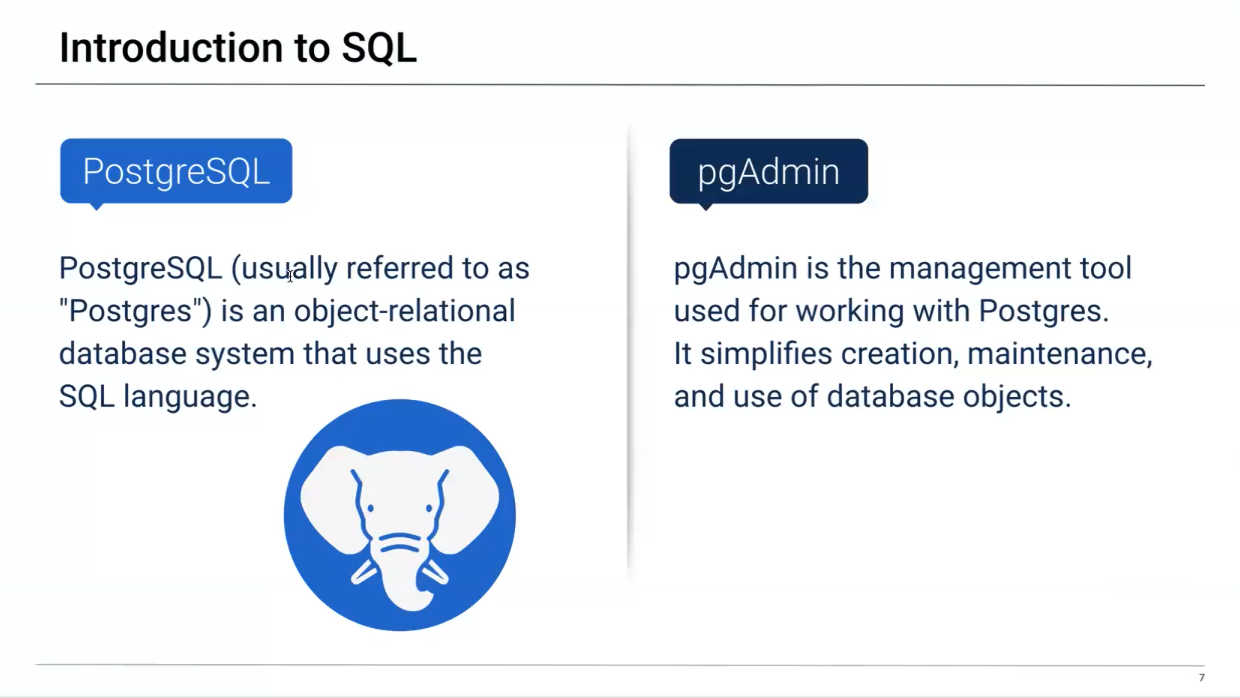 Introduction to SQL
PostgreSQL
PostgreSQL (usually referred to as
"Postgres") is an object-relational
database system that uses the
SQL language.
pgAdmin
pgAdmin is the management tool
used for working with Postgres.
It simplifies creation, maintenance,
and use of database objects.
7